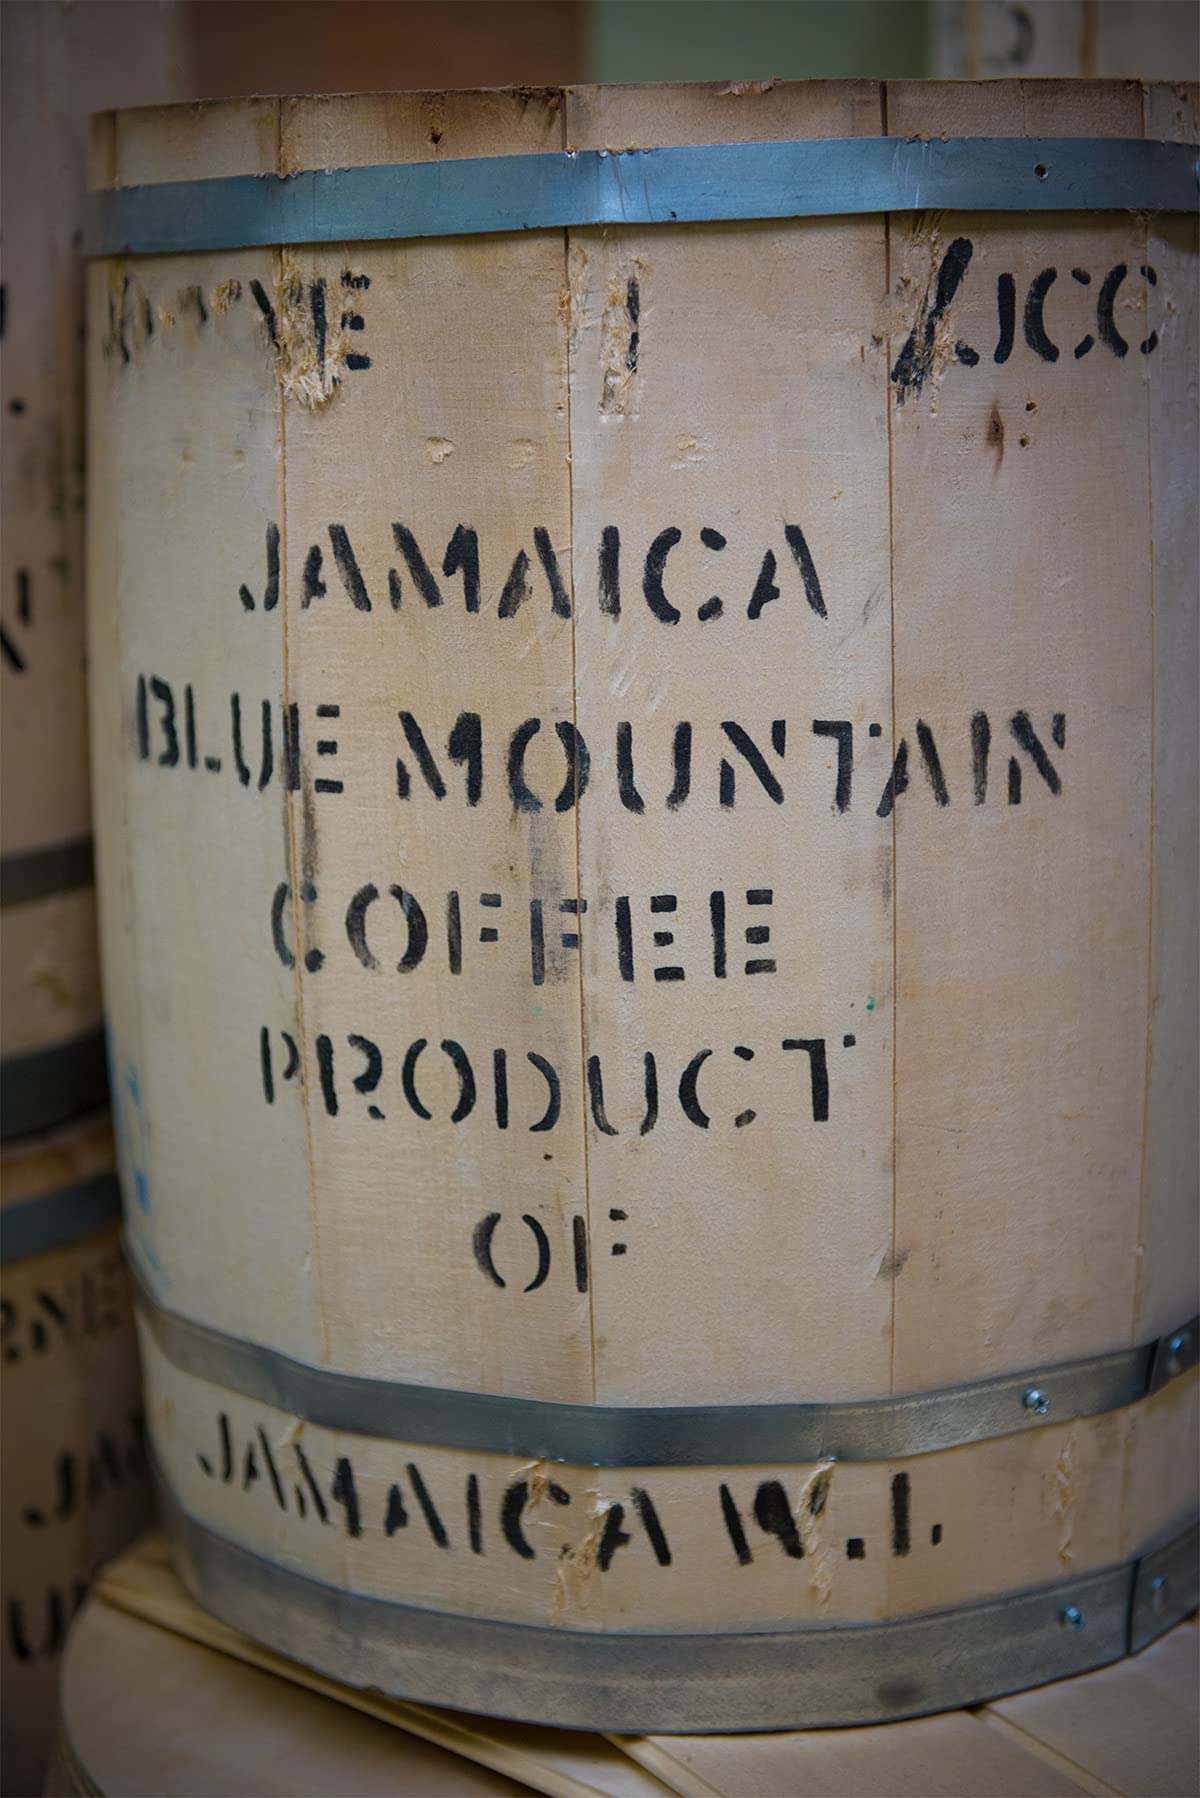 JAMAICA
BLUE MOUNTAIN
COFFEE
PRODUCT
OF
JAMAICA W.I.